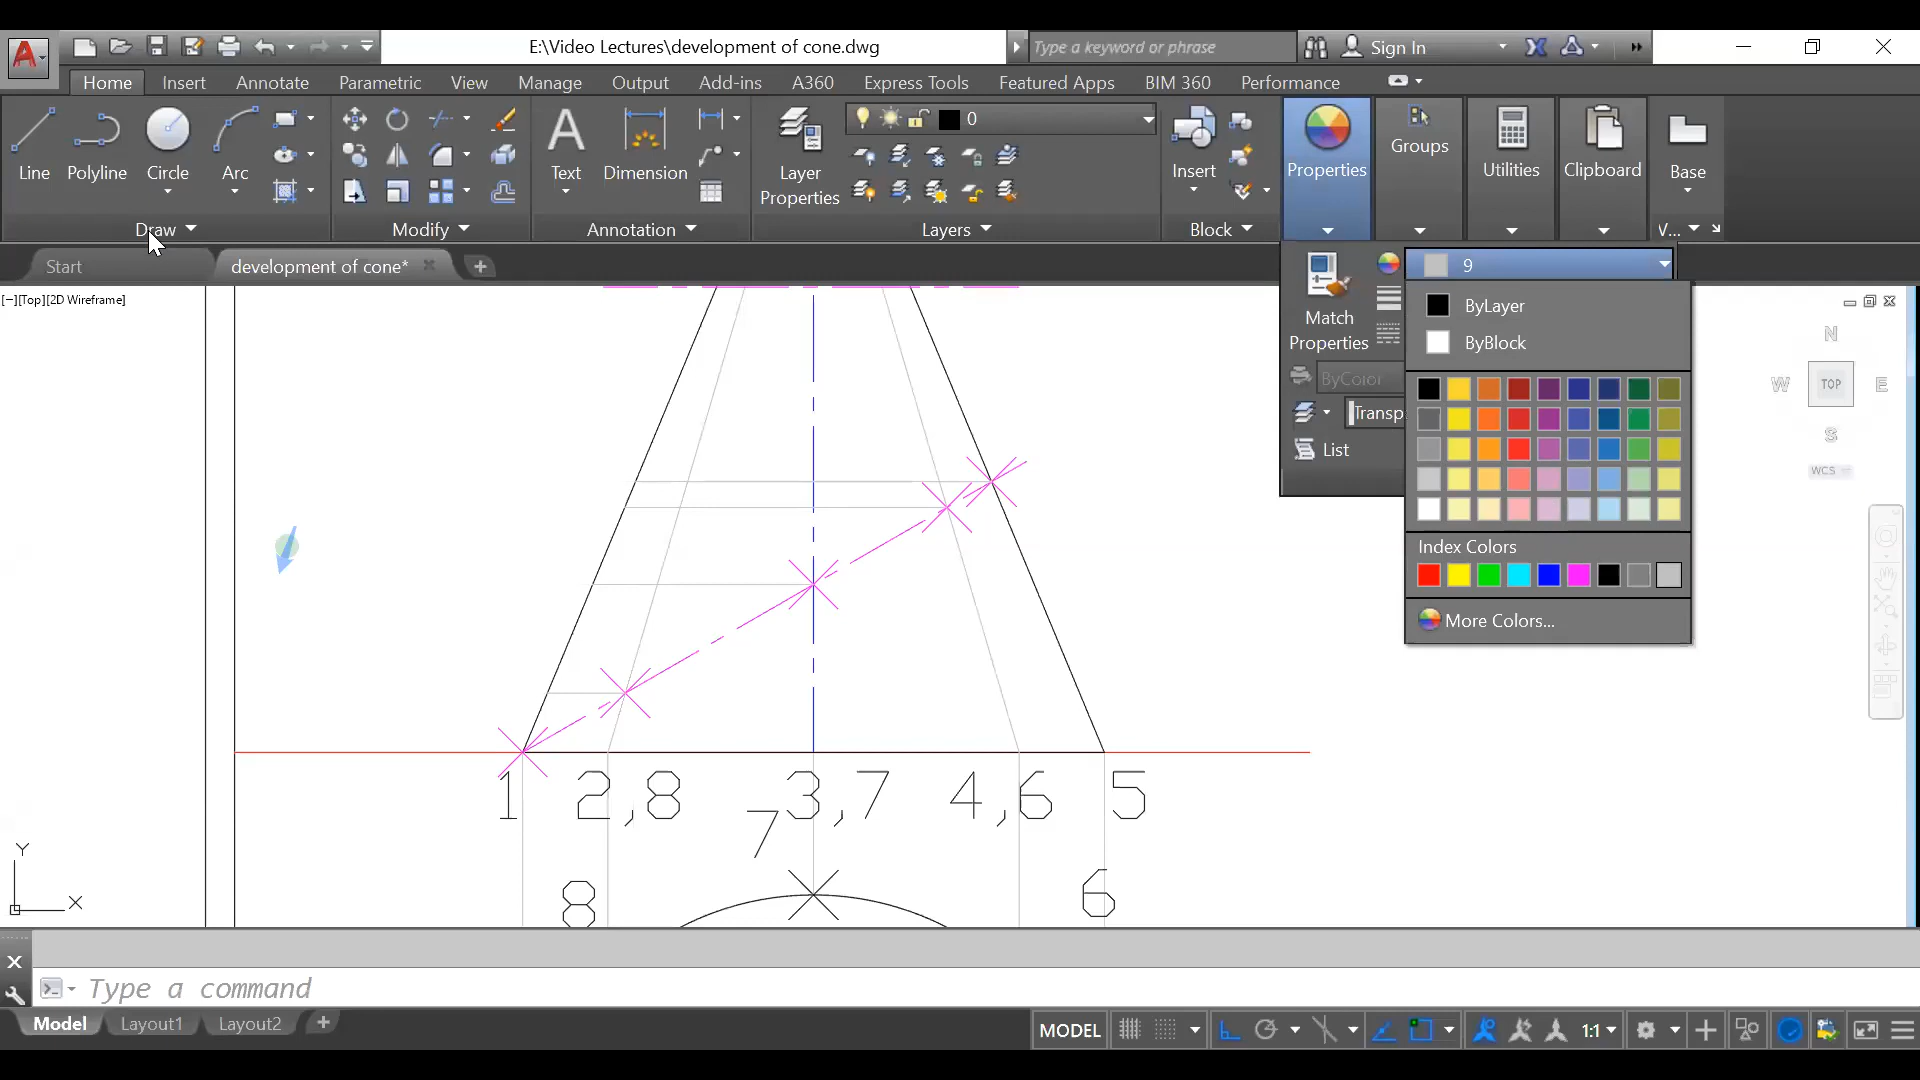 E:\Video Lectures\development of cone.dwg
Type a keyword or phrase
Sign In
Home Insert Annotate Parametric View Manage Output Add-ins A360 Express Tools Featured Apps BIM 360 Performance
0
Line Polyline Circle Arc Text Dimension Layer Properties Insert Properties Groups Utilities Clipboard Base
Draw Modify Annotation Layers Block V...
Start development of cone*
[−][Top][2D Wireframe]
Match Properties
9
ByLayer
ByBlock
ByColor
Transp
List
Index Colors
More Colors...
N
W TOP E
S
WCS
1 2,8 3,7 4,6 5
7
8 6
Y
X
Type a command
Model Layout1 Layout2
MODEL 1:1